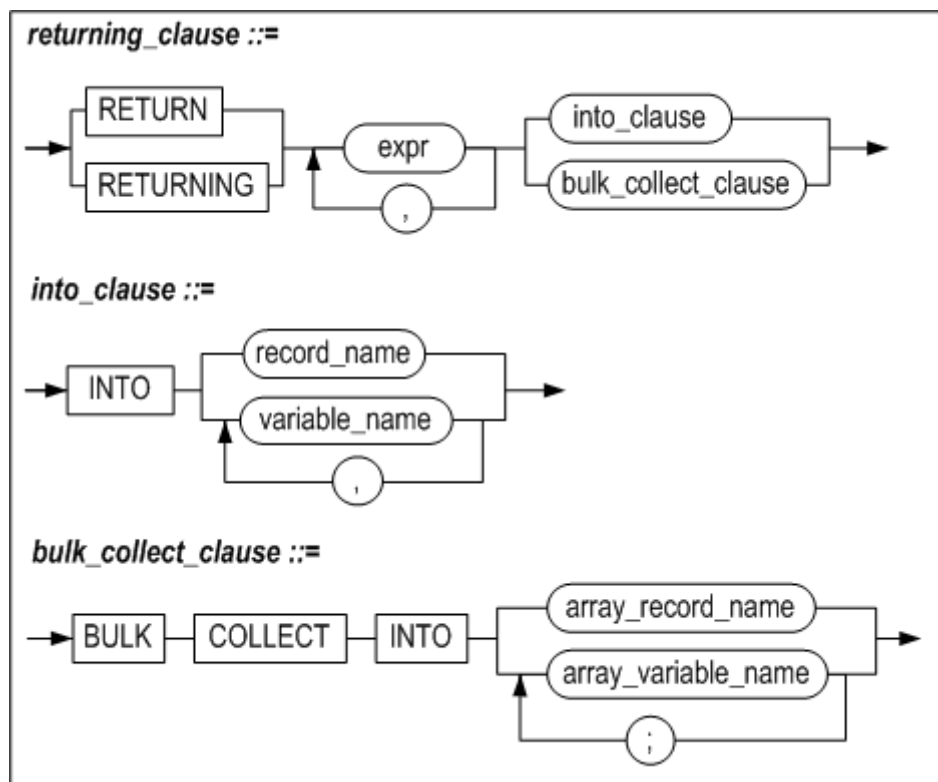 returning_clause ::=
RETURN
RETURNING
expr
,
into_clause
bulk_collect_clause
into_clause ::=
INTO
record_name
variable_name
,
bulk_collect_clause ::=
BULK COLLECT INTO
array_record_name
array_variable_name
;